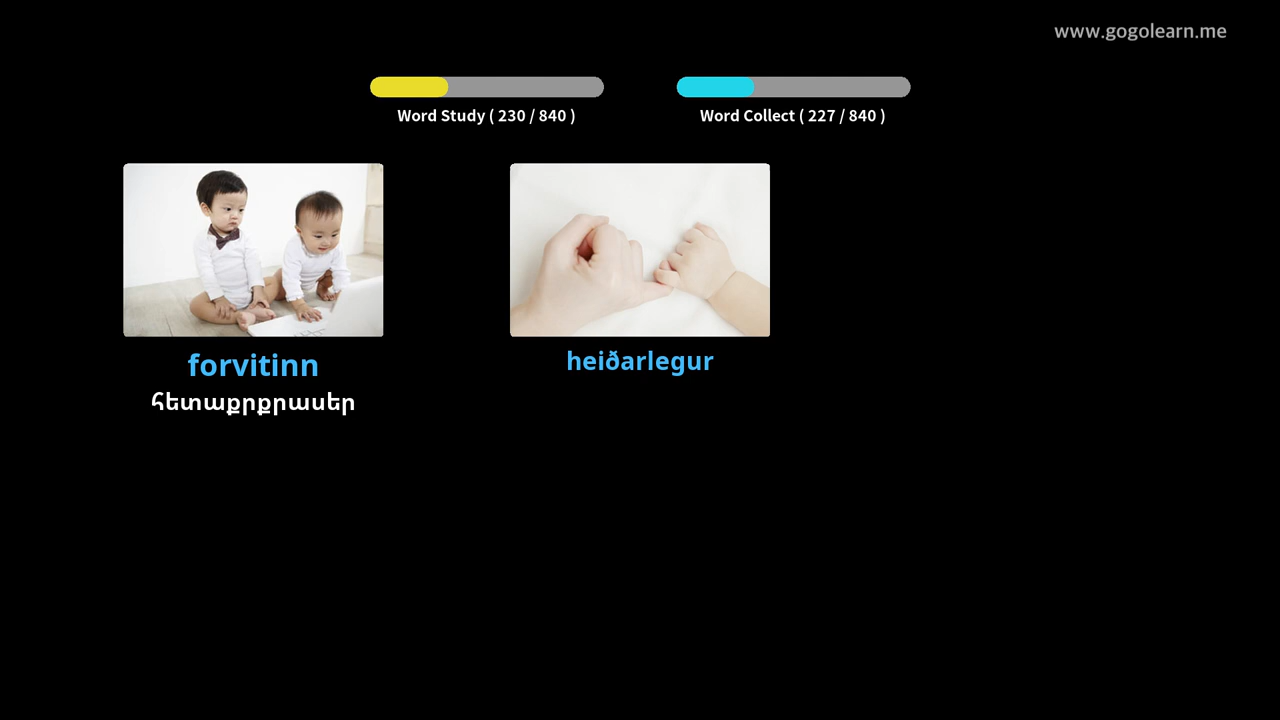 www.gogolearn.me
Word Study ( 230 / 840 )
Word Collect ( 227 / 840 )
forvitinn
հետաքրքրասեր
heiðarlegur